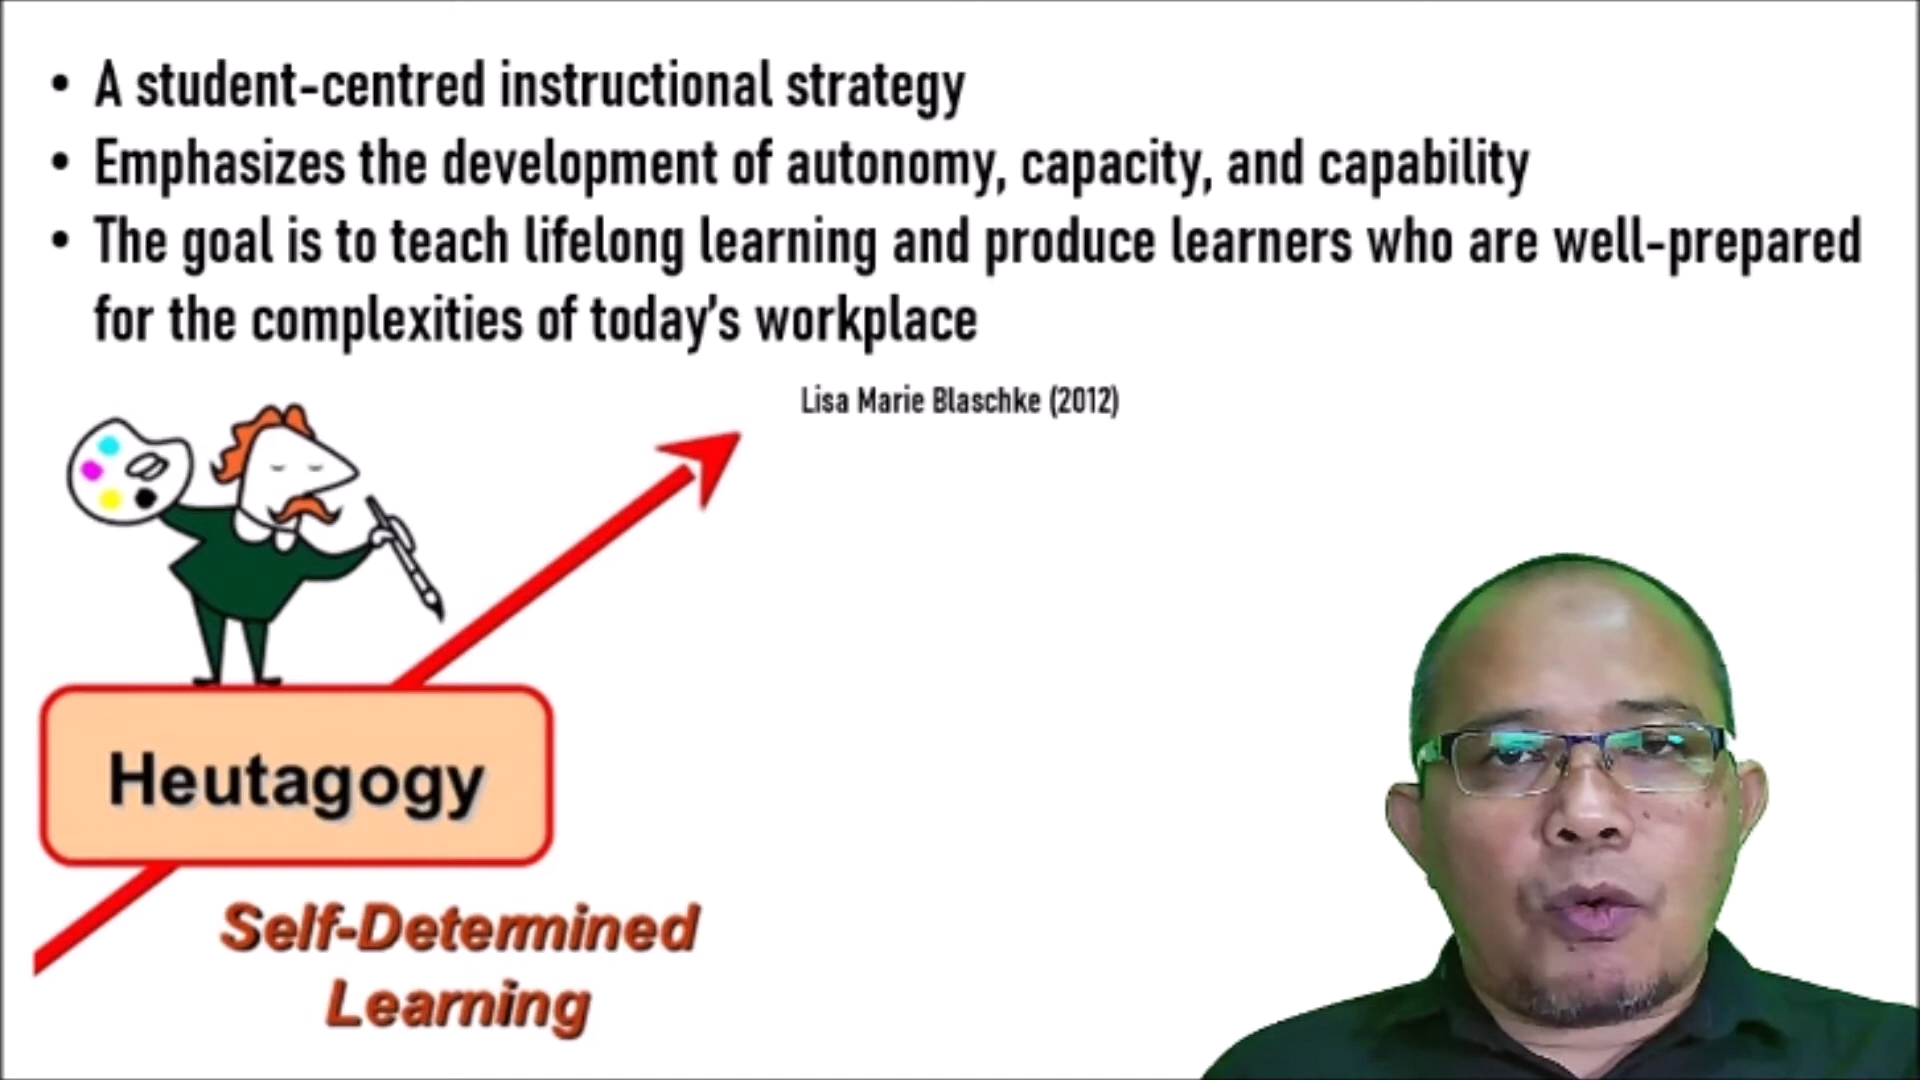 • A student-centred instructional strategy
• Emphasizes the development of autonomy, capacity, and capability
• The goal is to teach lifelong learning and produce learners who are well-prepared
for the complexities of today's workplace
Lisa Marie Blaschke (2012)
Heutagogy
Self-Determined
Learning